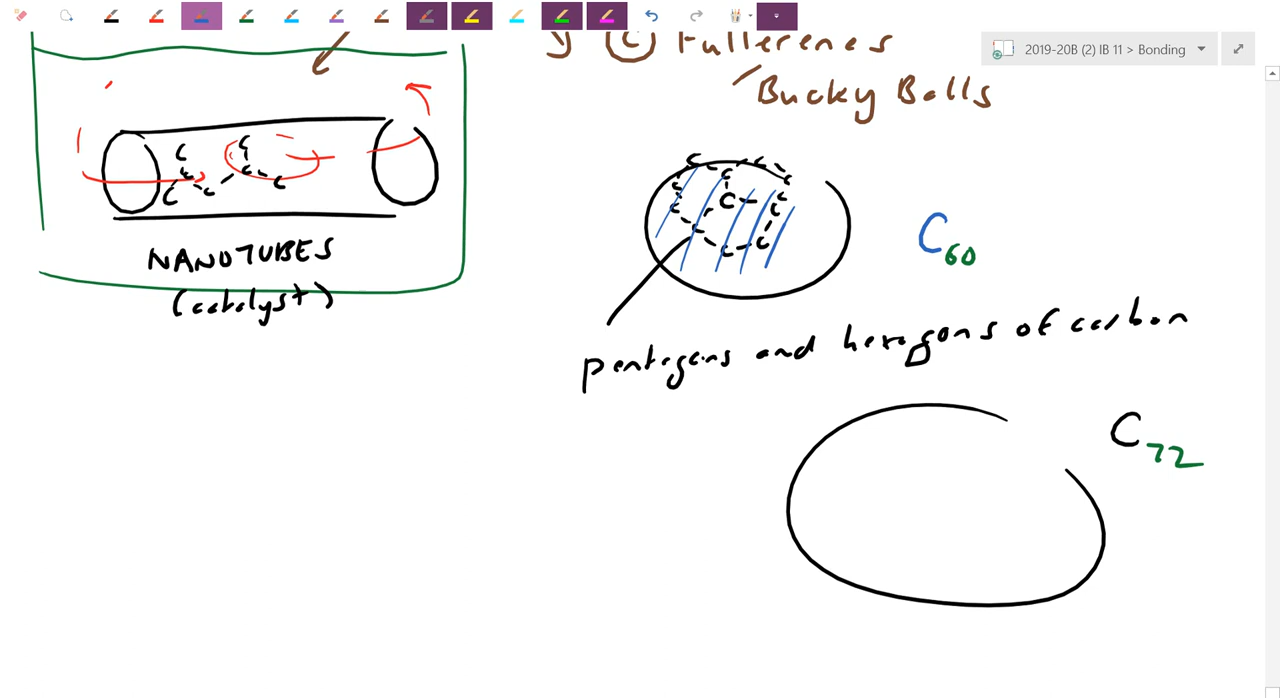 2019-20B (2) IB 11 > Bonding
(C) Fullerenes
Bucky Balls
C C C C
C C C C
C C C
C C C
C C
C C C
C C C
NANOTUBES
(catalyst)
C60
pentagons and hexagons of carbon
C72